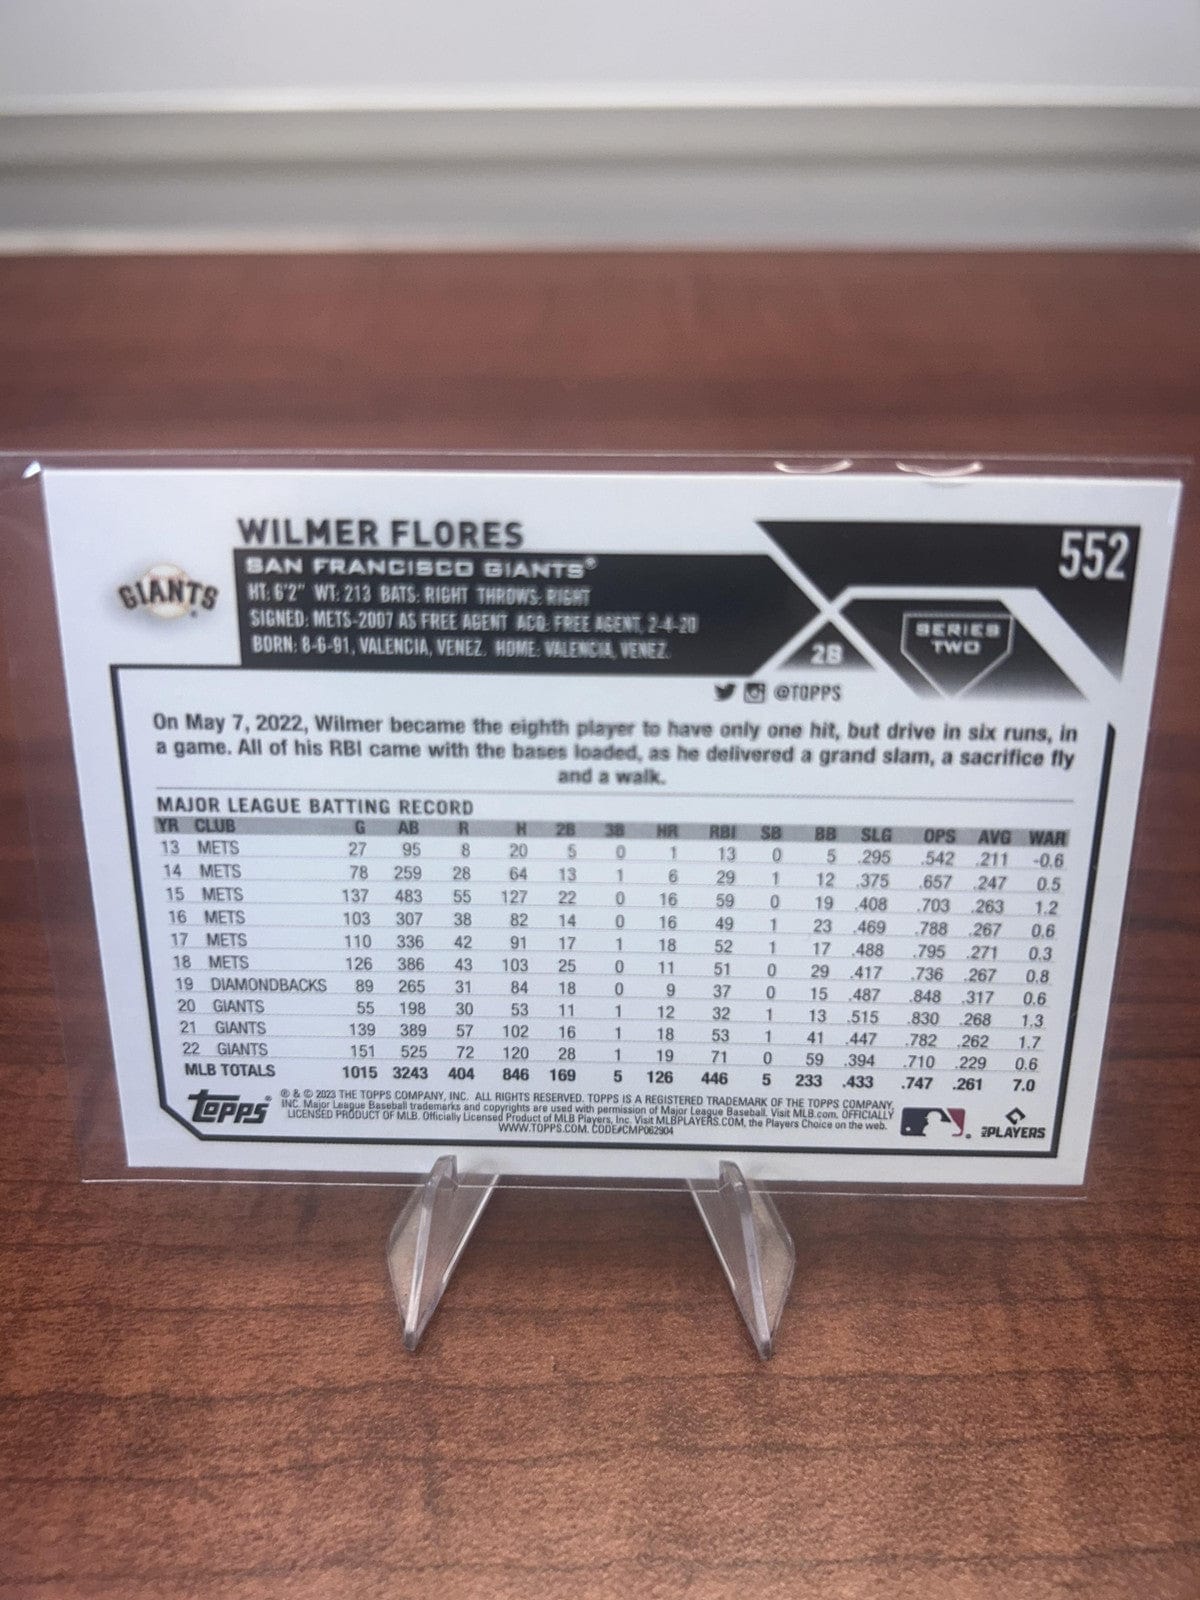 WILMER FLORES
552
SAN FRANCISCO GIANTS®
GIANTS
HT: 6'2" WT: 213 BATS: RIGHT THROWS: RIGHT
SIGNED: METS-2007 AS FREE AGENT ACQ: FREE AGENT, 2-4-20
BORN: 8-6-91, VALENCIA, VENEZ. HOME: VALENCIA, VENEZ.
2B
SERIES
TWO
@TOPPS
On May 7, 2022, Wilmer became the eighth player to have only one hit, but drive in six runs, in
a game. All of his RBI came with the bases loaded, as he delivered a grand slam, a sacrifice fly
and a walk.
MAJOR LEAGUE BATTING RECORD
YR CLUB G AB R H 2B 3B HR RBI SB BB SLG OPS AVG WAR
13 METS 27 95 8 20 5 0 1 13 0 5 .295 .542 .211 -0.6
14 METS 78 259 28 64 13 1 6 29 1 12 .375 .657 .247 0.5
15 METS 137 483 55 127 22 0 16 59 0 19 .408 .703 .263 1.2
16 METS 103 307 38 82 14 0 16 49 1 23 .469 .788 .267 0.6
17 METS 110 336 42 91 17 1 18 52 1 17 .488 .795 .271 0.3
18 METS 126 386 43 103 25 0 11 51 0 29 .417 .736 .267 0.8
19 DIAMONDBACKS 89 265 31 84 18 0 9 37 0 15 .487 .848 .317 0.6
20 GIANTS 55 198 30 53 11 1 12 32 1 13 .515 .830 .268 1.3
21 GIANTS 139 389 57 102 16 1 18 53 1 41 .447 .782 .262 1.7
22 GIANTS 151 525 72 120 28 1 19 71 0 59 .394 .710 .229 0.6
MLB TOTALS 1015 3243 404 846 169 5 126 446 5 233 .433 .747 .261 7.0
Topps®
® & © 2023 THE TOPPS COMPANY, INC. ALL RIGHTS RESERVED. TOPPS IS A REGISTERED TRADEMARK OF THE TOPPS COMPANY,
INC. Major League Baseball trademarks and copyrights are used with permission of Major League Baseball. Visit MLB.com. OFFICIALLY
LICENSED PRODUCT OF MLB. Officially Licensed Product of MLB Players, Inc. Visit MLBPLAYERS.COM, the Players Choice on the web.
WWW.TOPPS.COM. CODE#CMP062904
MLB PLAYERS